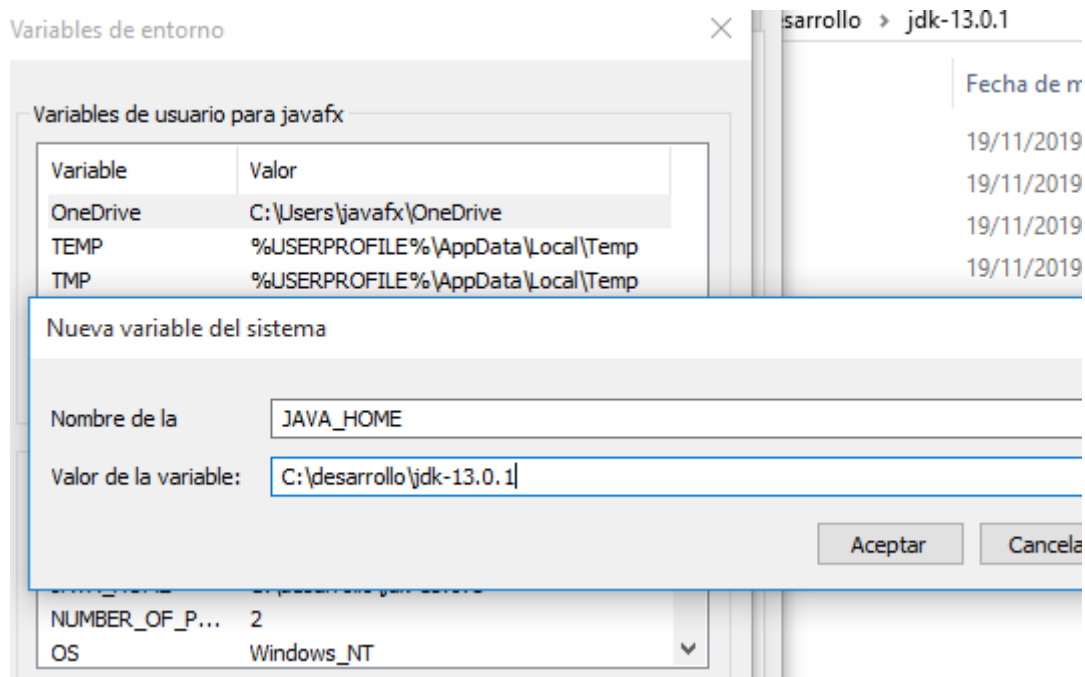 Variables de entorno
sarrollo > jdk-13.0.1
Fecha de m
Variables de usuario para javafx
19/11/2019
Variable Valor
19/11/2019
OneDrive C:\Users\javafx\OneDrive
19/11/2019
TEMP %USERPROFILE%\AppData\Local\Temp
19/11/2019
TMP %USERPROFILE%\AppData\Local\Temp
Nueva variable del sistema
Nombre de la JAVA_HOME
Valor de la variable: C:\desarrollo\jdk-13.0.1
Aceptar Cancela
NUMBER_OF_P... 2
OS Windows_NT